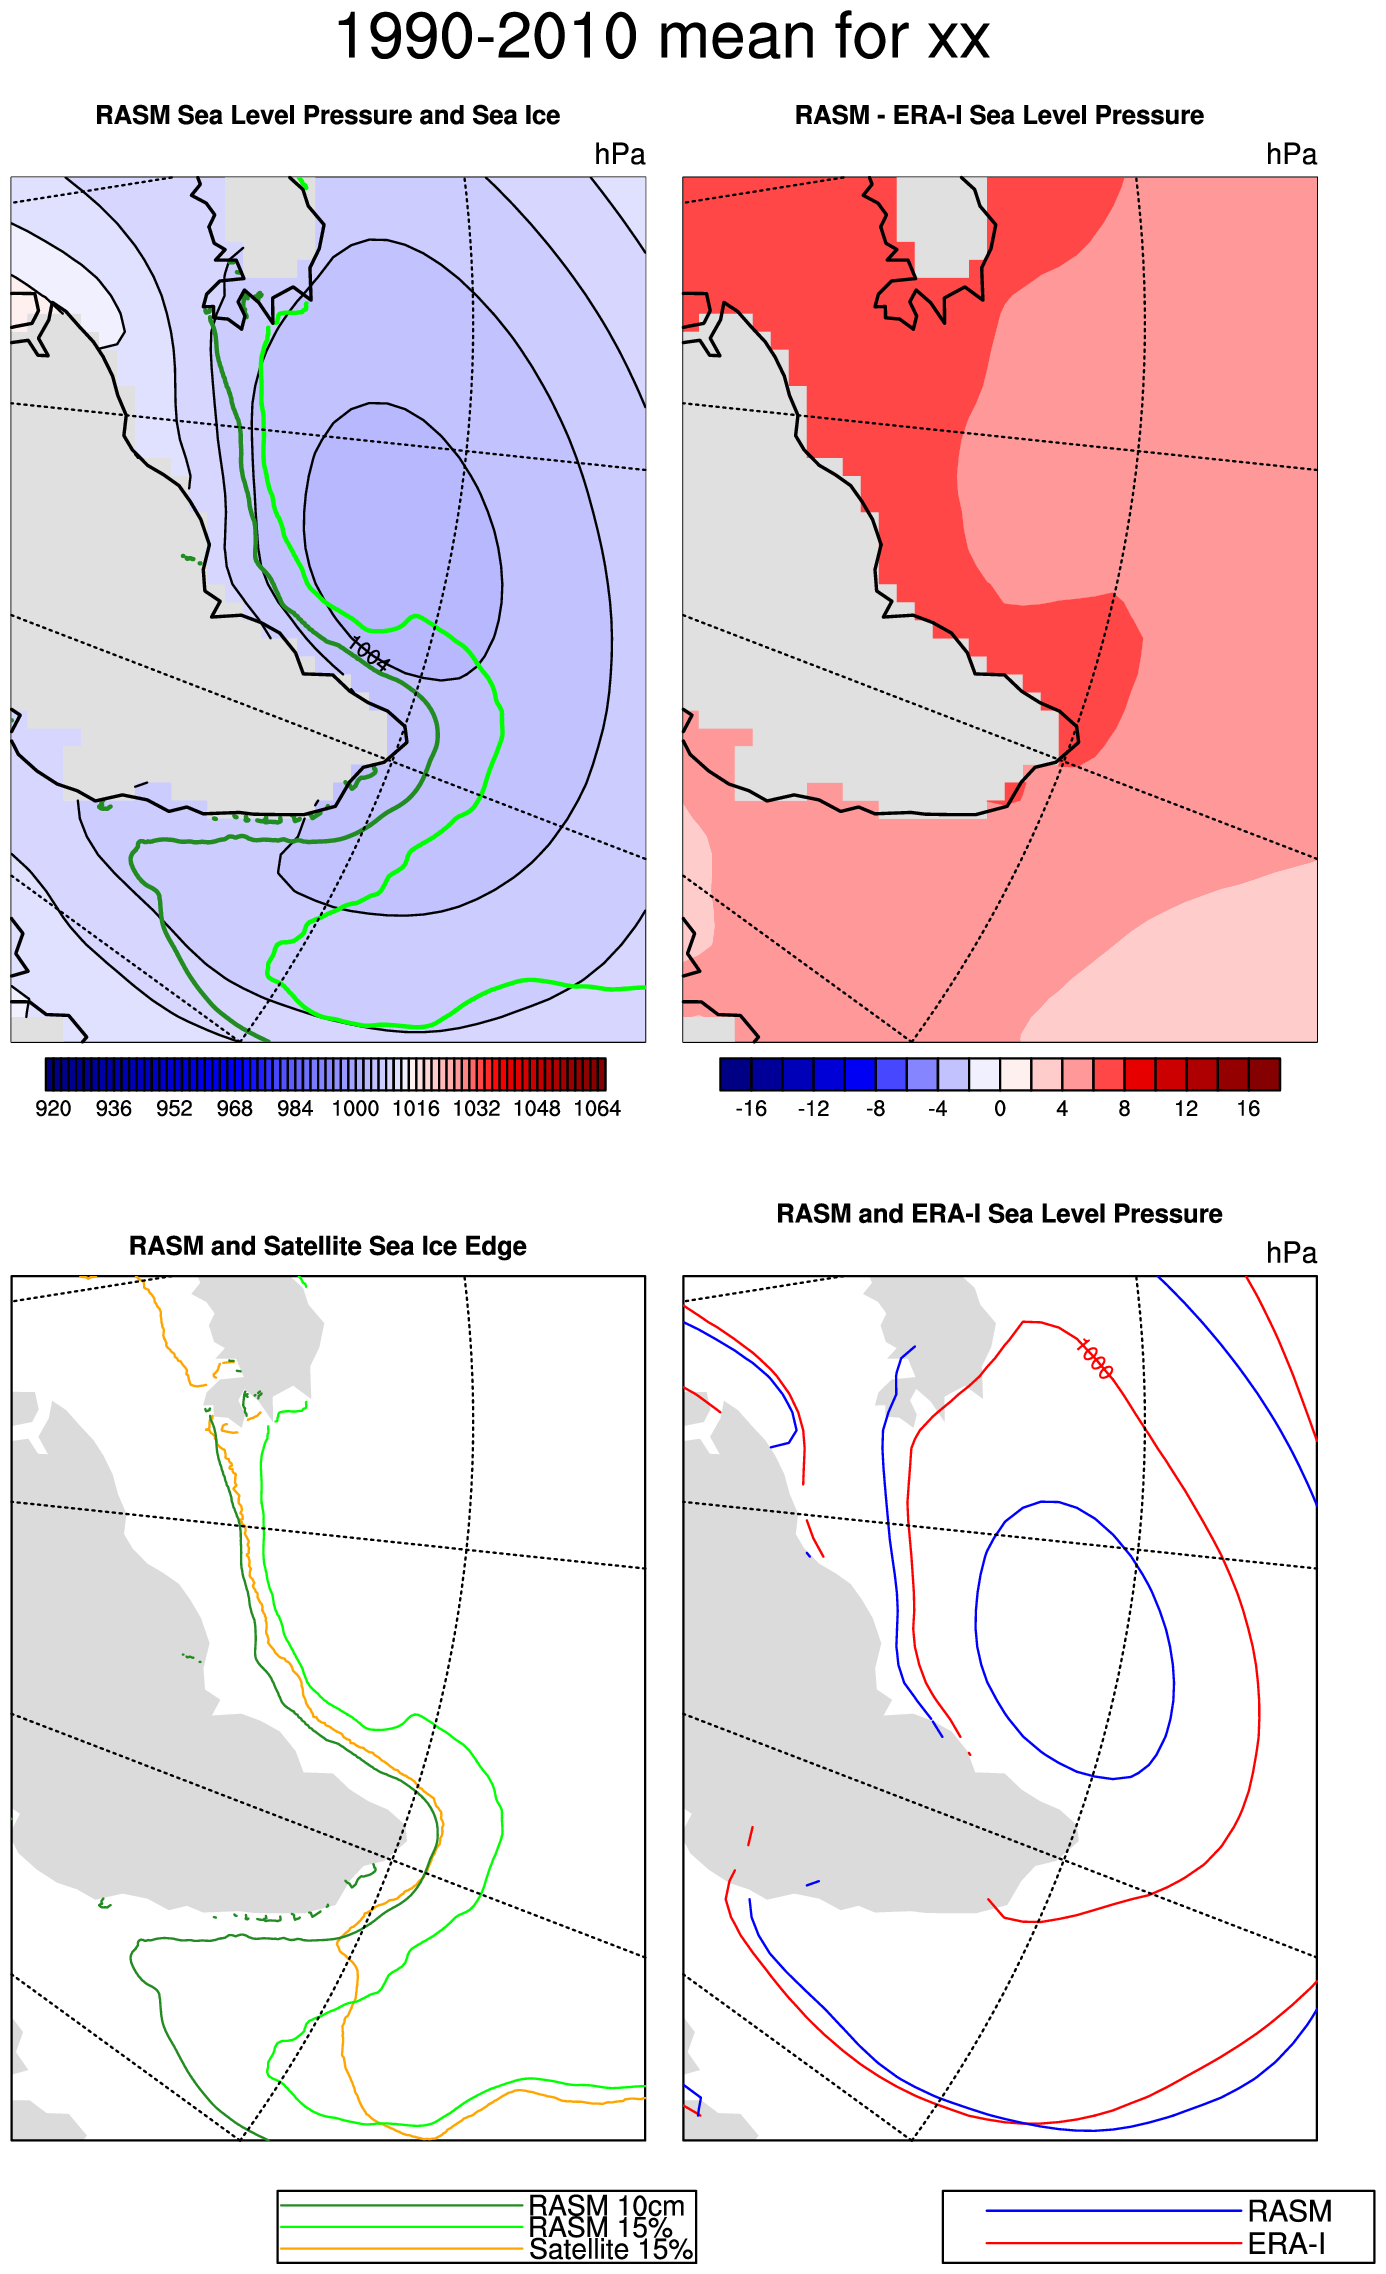 1990-2010 mean for xx
RASM Sea Level Pressure and Sea Ice
hPa
1004
920 936 952 968 984 1000 1016 1032 1048 1064
RASM - ERA-I Sea Level Pressure
hPa
-16 -12 -8 -4 0 4 8 12 16
RASM and Satellite Sea Ice Edge
RASM 10cm
RASM 15%
Satellite 15%
RASM and ERA-I Sea Level Pressure
hPa
1000
RASM
ERA-I